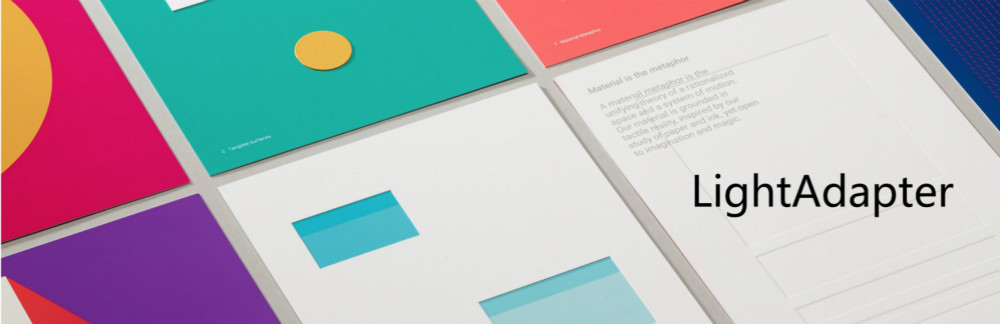 1 Material Metaphor
2 Tangible Surfaces
Material is the metaphor
A material metaphor is the
unifying theory of a rationalized
space and a system of motion.
Our material is grounded in
tactile reality, inspired by our
study of paper and ink, yet open
to imagination and magic.
LightAdapter